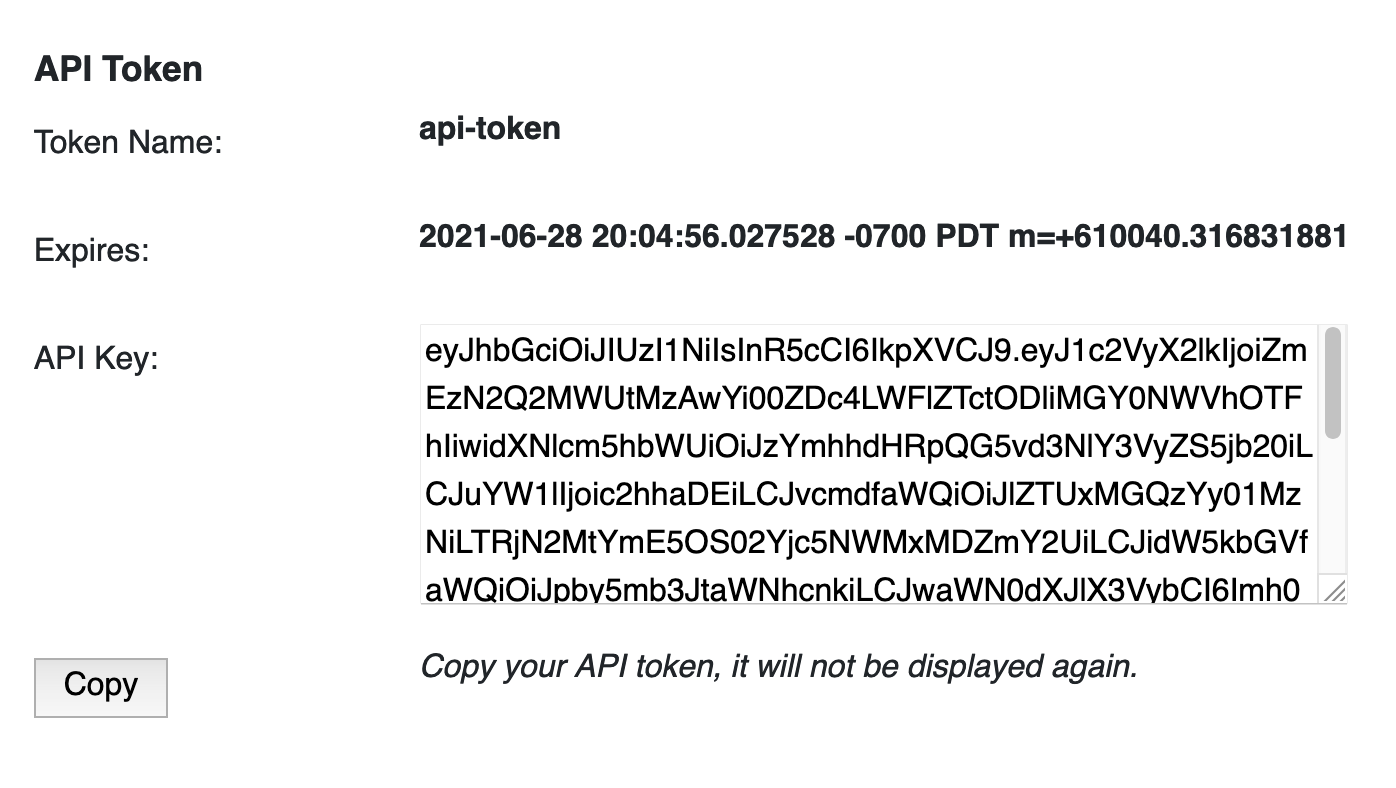 API Token
Token Name: api-token
Expires: 2021-06-28 20:04:56.027528 -0700 PDT m=+610040.316831881
API Key: eyJhbGciOiJIUzI1NiIsInR5cCI6IkpXVCJ9.eyJ1c2VyX2lkIjoiZm
EzN2Q2MWUtMzAwYi00ZDc4LWFlZTctODliMGY0NWVhOTF
hIiwidXNlcm5hbWUiOiJzYmhhdHRpQG5vd3NlY3VyZS5jb20iL
CJuYW1lIjoic2hhaDEiLCJvcmdfaWQiOiJlZTUxMGQzYy01Mz
NiLTRjN2MtYmE5OS02Yjc5NWMxMDZmY2UiLCJidW5kbGVf
aWQiOiJpby5mb3JtaWNhcnkiLCJwaWN0dXJlX3VybCI6Imh0
Copy your API token, it will not be displayed again.
Copy